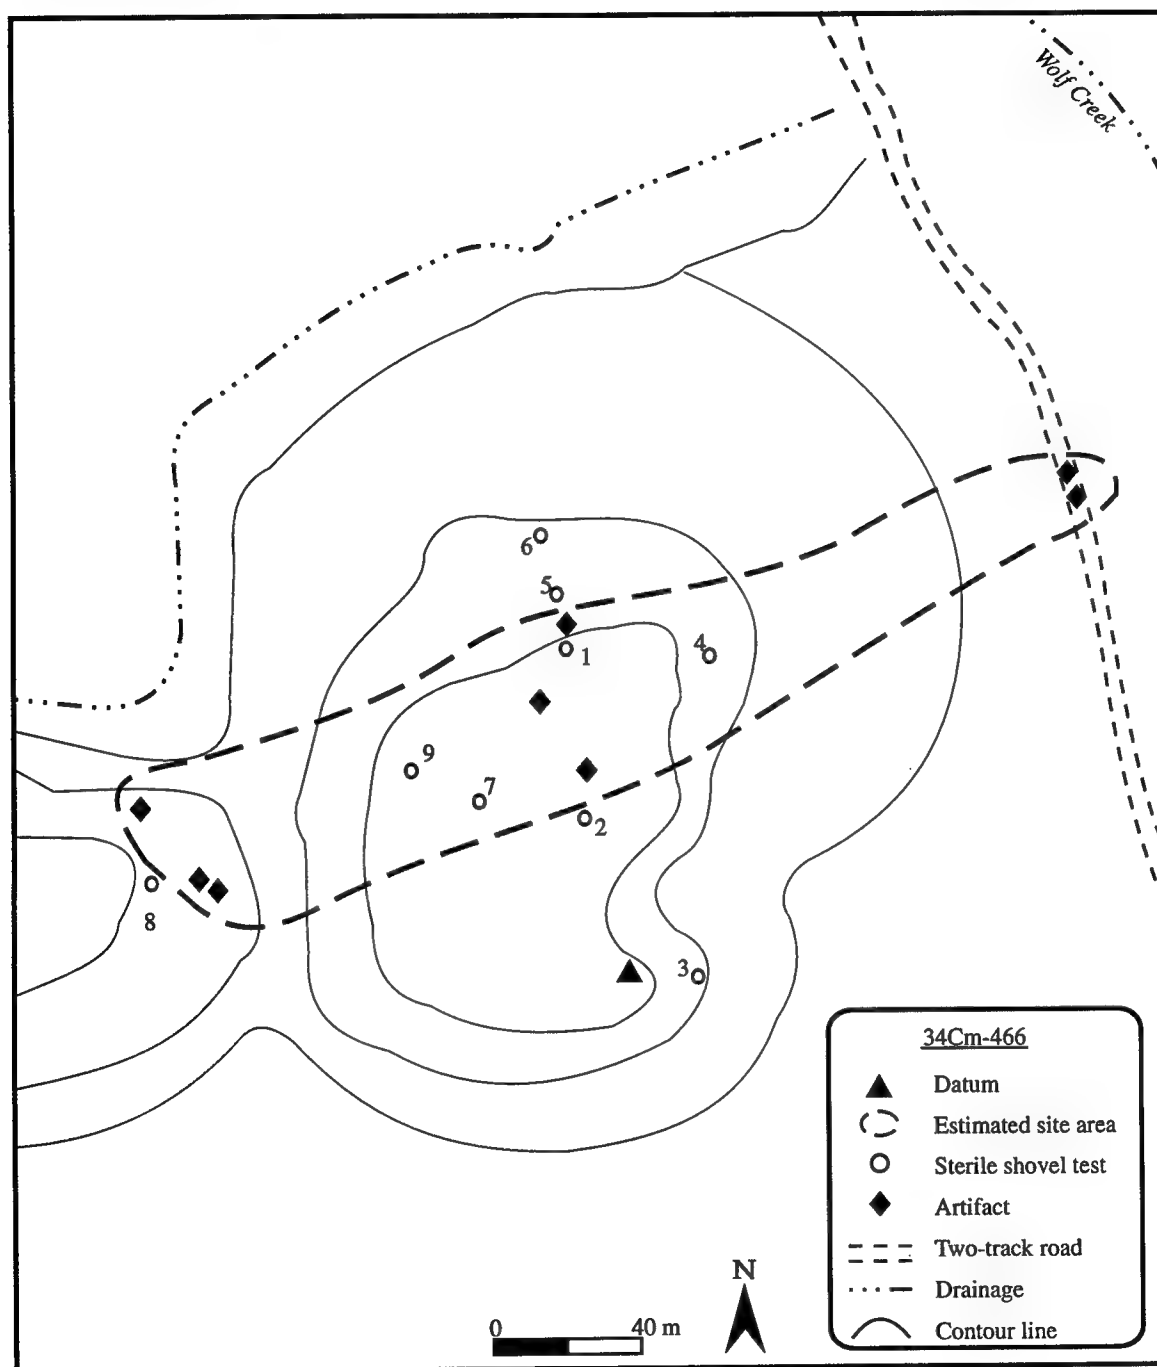 Wolf Creek
6
5
1
4
9
7
2
8
3
34Cm-466
Datum
Estimated site area
Sterile shovel test
Artifact
Two-track road
Drainage
Contour line
N
0 40 m